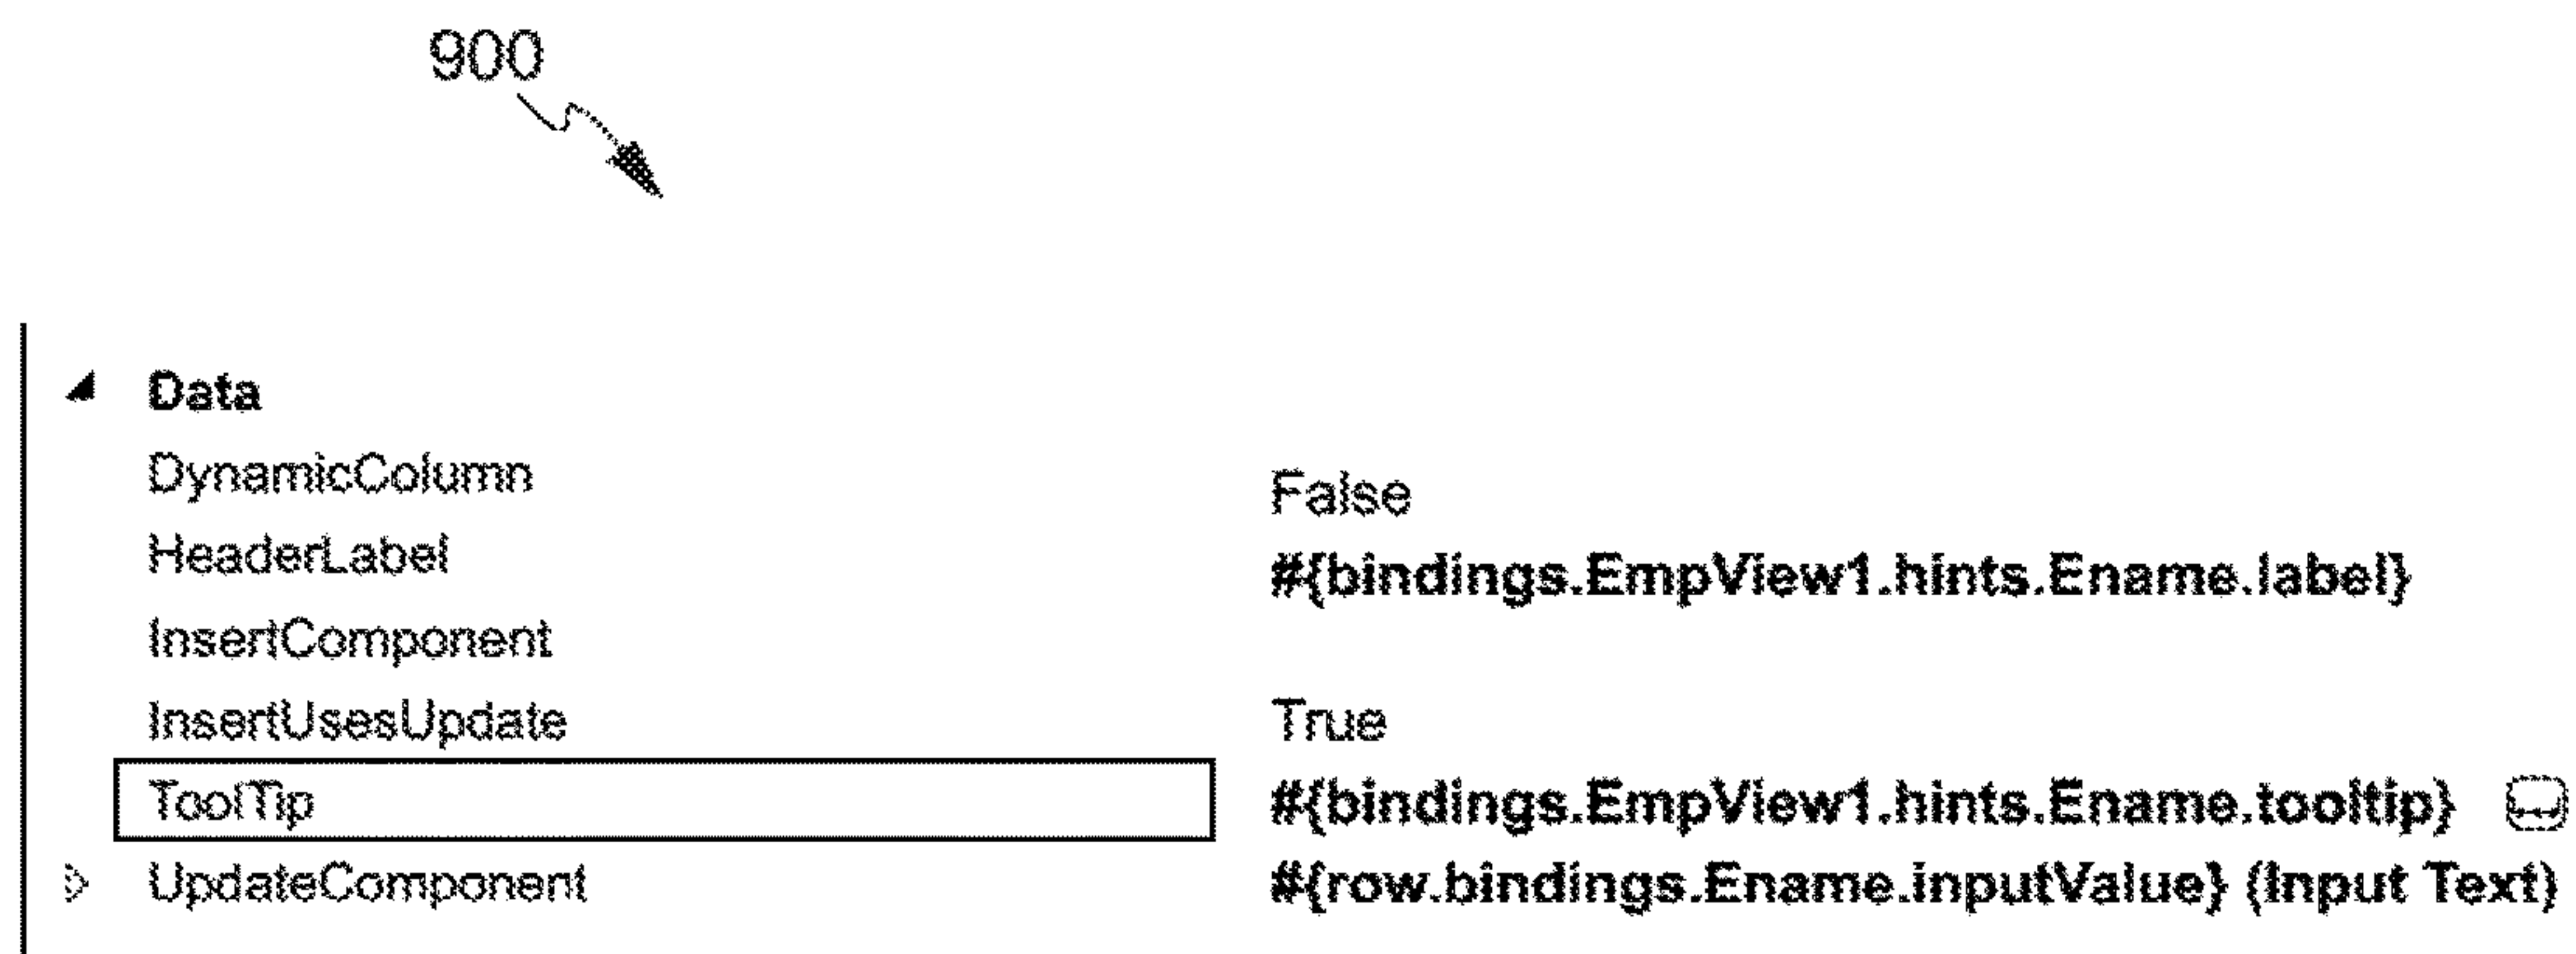 900
Data
DynamicColumn False
HeaderLabel #{bindings.EmpView1.hints.Ename.label}
InsertComponent
InsertUsesUpdate True
ToolTip #{bindings.EmpView1.hints.Ename.tooltip} ...
UpdateComponent #{row.bindings.Ename.inputValue} (Input Text)